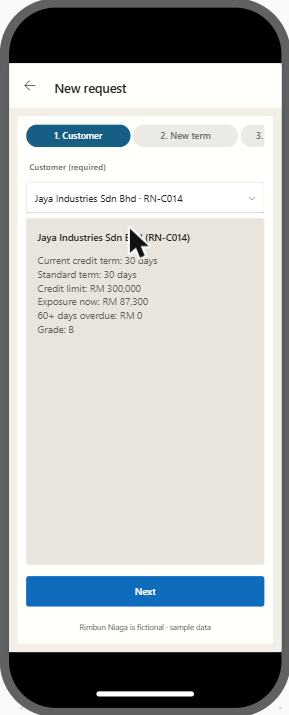 New request
1. Customer
2. New term
3.
Customer (required)
Jaya Industries Sdn Bhd · RN-C014
Jaya Industries Sdn (RN-C014)
Current credit term: 30 days
Standard term: 30 days
Credit limit: RM 300,000
Exposure now: RM 87,300
60+ days overdue: RM 0
Grade: B
Next
Rimbun Niaga is fictional · sample data